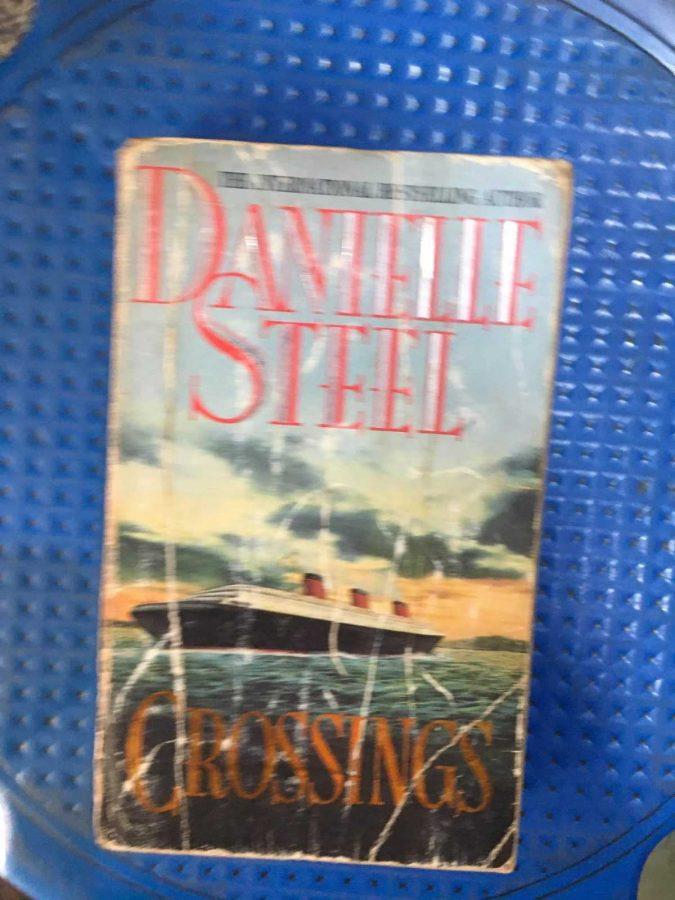 THE INTERNATIONAL BESTSELLING AUTHOR
DANIELLE
STEEL
CROSSINGS